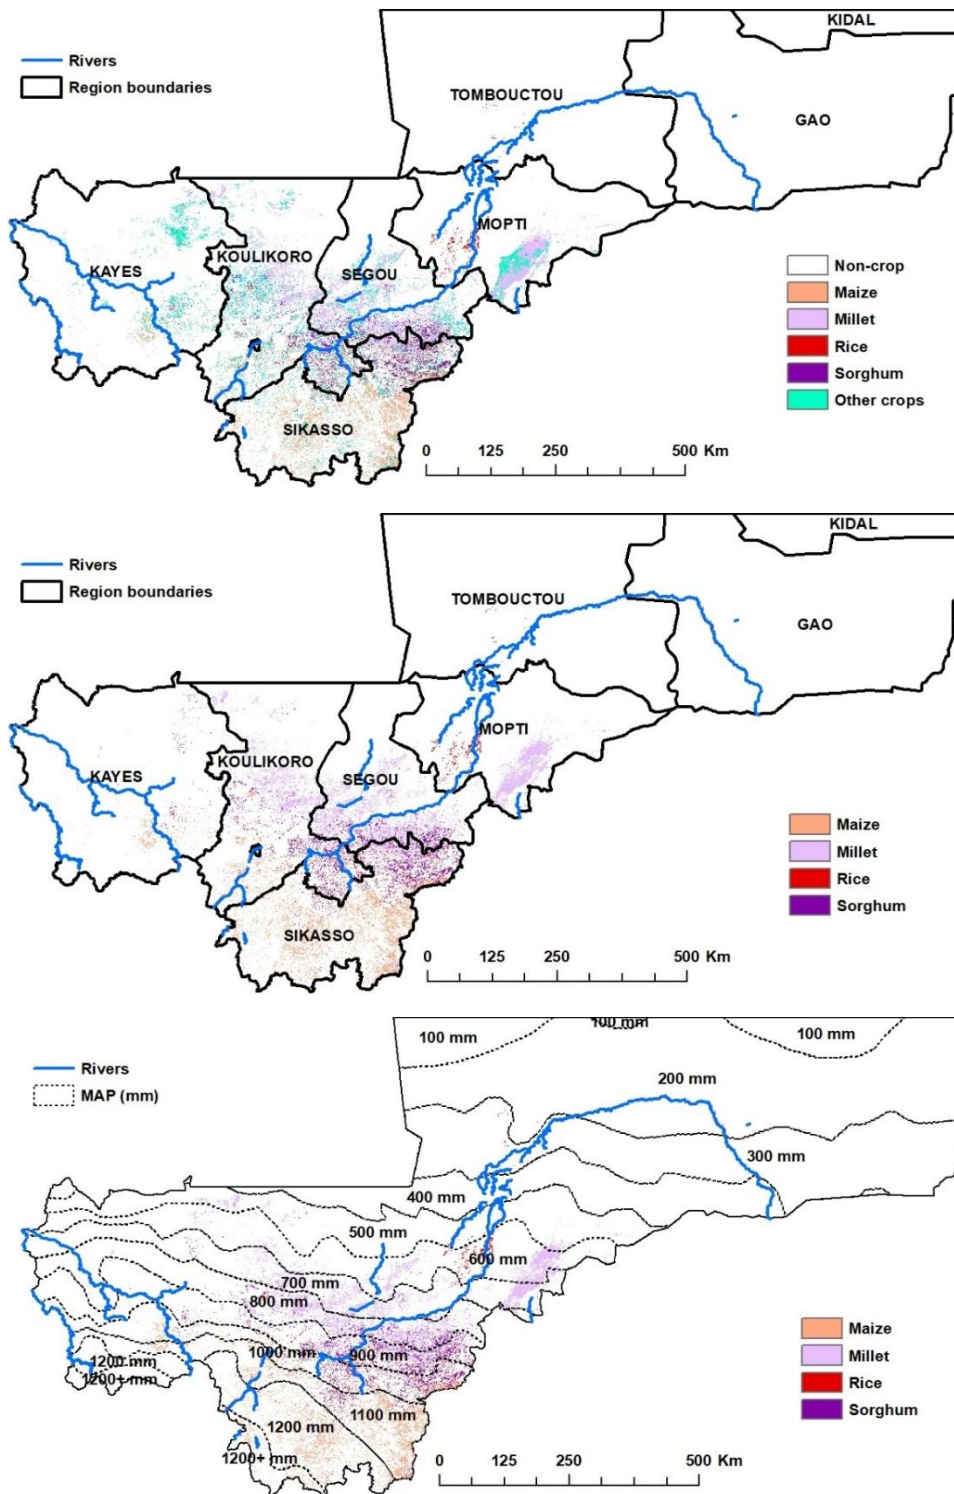 KIDAL
Rivers
Region boundaries
TOMBOUCTOU
GAO
MOPTI
KOULIKORO
KAYES
SEGOU
Non-crop
Maize
Millet
Rice
Sorghum
Other crops
SIKASSO
0 125 250 500 Km
KIDAL
Rivers
Region boundaries
TOMBOUCTOU
GAO
MOPTI
KOULIKORO
KAYES
SEGOU
Maize
Millet
Rice
Sorghum
SIKASSO
0 125 250 500 Km
100 mm
100 mm
100 mm
Rivers
MAP (mm)
200 mm
300 mm
400 mm
500 mm
600 mm
700 mm
800 mm
Maize
Millet
Rice
Sorghum
1000 mm
900 mm
1200 mm
1200+ mm
1100 mm
1200 mm
1200+ mm
0 125 250 500 Km